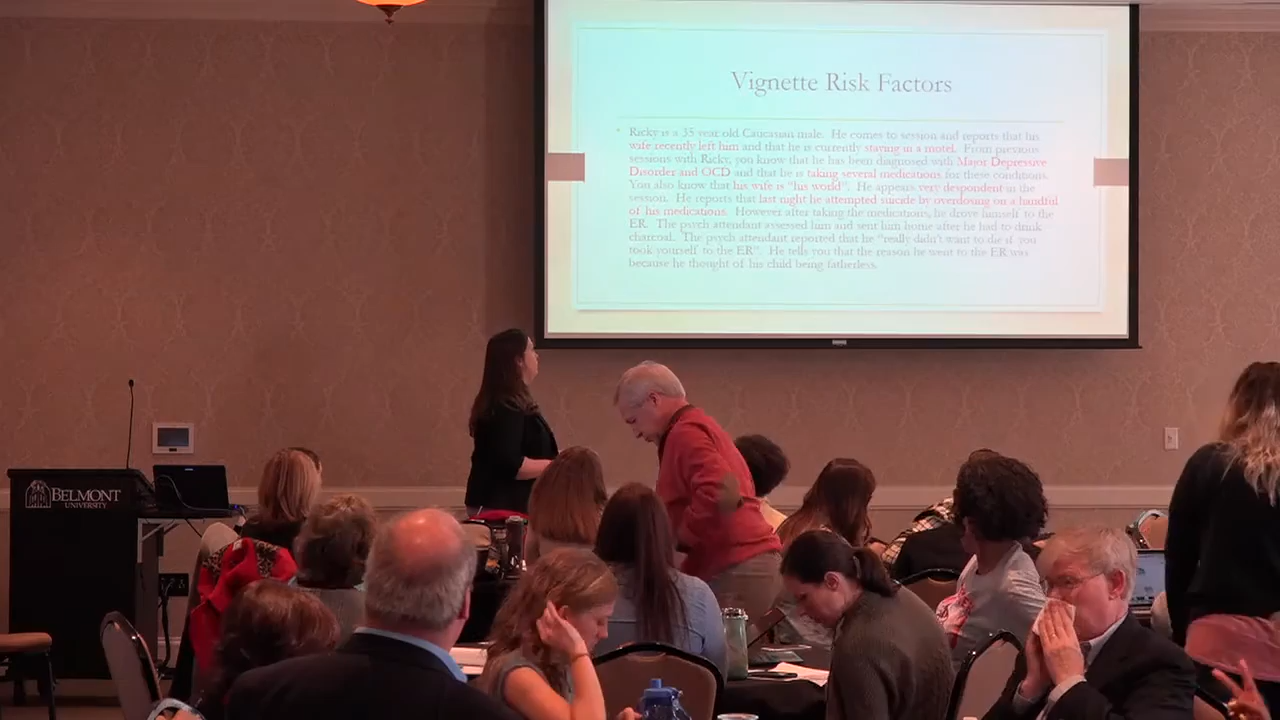 Vignette Risk Factors
Ricky is a 35 year old Caucasian male. He comes to session and reports that his
wife recently left him and that he is currently staying in a motel. From previous
sessions with Ricky, you know that he has been diagnosed with Major Depressive
Disorder and OCD and that he is taking several medications for these conditions.
You also know that his wife is "his world". He appears very despondent in the
session. He reports that last night he attempted suicide by overdosing on a handful
of his medications. However after taking the medications, he drove himself to the
ER. The psych attendant assessed him and sent him home after he had to drink
charcoal. The psych attendant reported that he "really didn't want to die if you
took yourself to the ER". He tells you that the reason he went to the ER was
because he thought of his child being fatherless.
BELMONT
UNIVERSITY